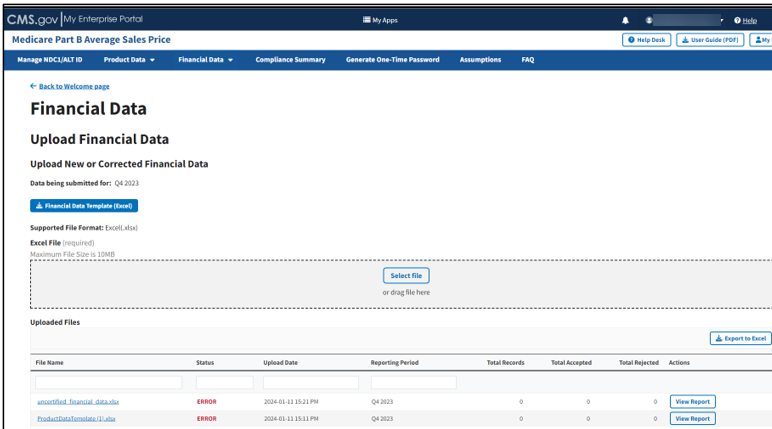 CMS.gov My Enterprise Portal
My Apps
Help
Medicare Part B Average Sales Price
Help Desk
User Guide (PDF)
My
Manage NDC1/ALT ID
Product Data
Financial Data
Compliance Summary
Generate One-Time Password
Assumptions
FAQ
Back to Welcome page
Financial Data
Upload Financial Data
Upload New or Corrected Financial Data
Data being submitted for: Q4 2023
Financial Data Template (Excel)
Supported File Format: Excel(.xlsx)
Excel File (required)
Maximum File Size is 10MB
Select file
or drag file here
Uploaded Files
Export to Excel
File Name Status Upload Date Reporting Period Total Records Total Accepted Total Rejected Actions
uncertified_financial_data.xlsx ERROR 2024-01-11 15:21 PM Q4 2023 0 0 0 View Report
ProductDataTemplate (1).xlsx ERROR 2024-01-11 15:11 PM Q4 2023 0 0 0 View Report